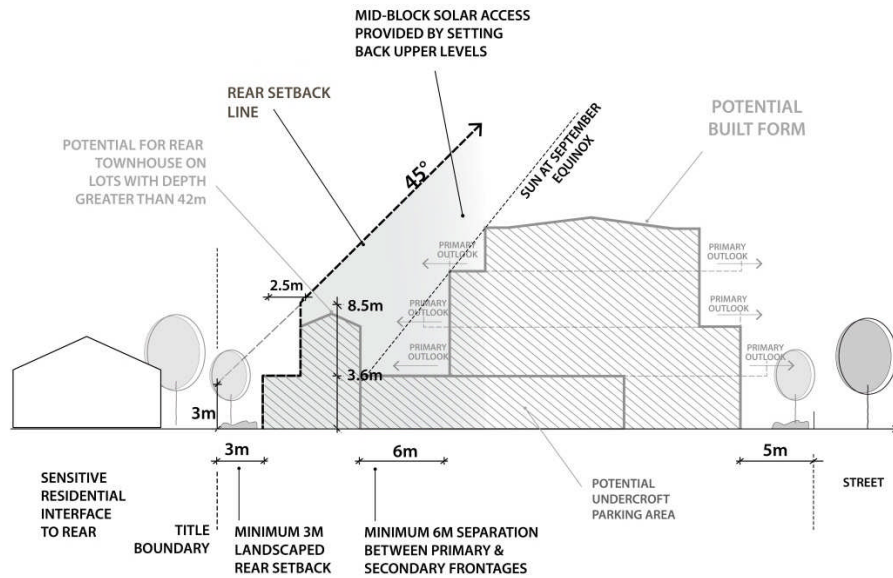 MID-BLOCK SOLAR ACCESS
PROVIDED BY SETTING
BACK UPPER LEVELS
REAR SETBACK
LINE
POTENTIAL
BUILT FORM
POTENTIAL FOR REAR
TOWNHOUSE ON
LOTS WITH DEPTH
GREATER THAN 42m
45°
SUN AT SEPTEMBER
EQUINOX
PRIMARY
OUTLOOK
PRIMARY
OUTLOOK
2.5m
8.5m
PRIMARY
OUTLOOK
PRIMARY
OUTLOOK
PRIMARY
OUTLOOK
PRIMARY
OUTLOOK
3.6m
3m
3m
6m
5m
SENSITIVE
RESIDENTIAL
INTERFACE
TO REAR
TITLE
BOUNDARY
MINIMUM 3M
LANDSCAPED
REAR SETBACK
MINIMUM 6M SEPARATION
BETWEEN PRIMARY &
SECONDARY FRONTAGES
POTENTIAL
UNDERCROFT
PARKING AREA
STREET